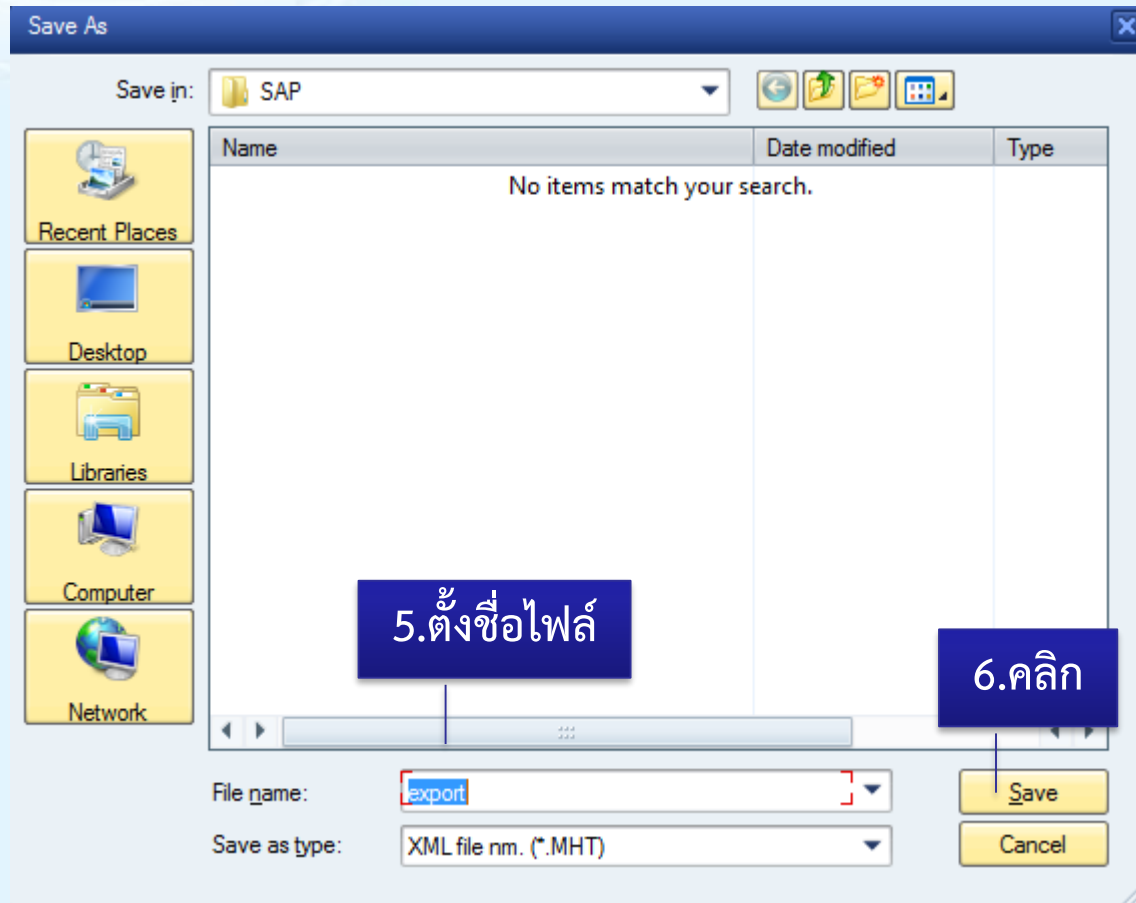 Save As
Save in:
SAP
Name
Date modified
Type
No items match your search.
Recent Places
Desktop
Libraries
Computer
Network
5.ตั้งชื่อไฟล์
6.คลิก
File name:
export
Save
Save as type:
XML file nm. (*.MHT)
Cancel